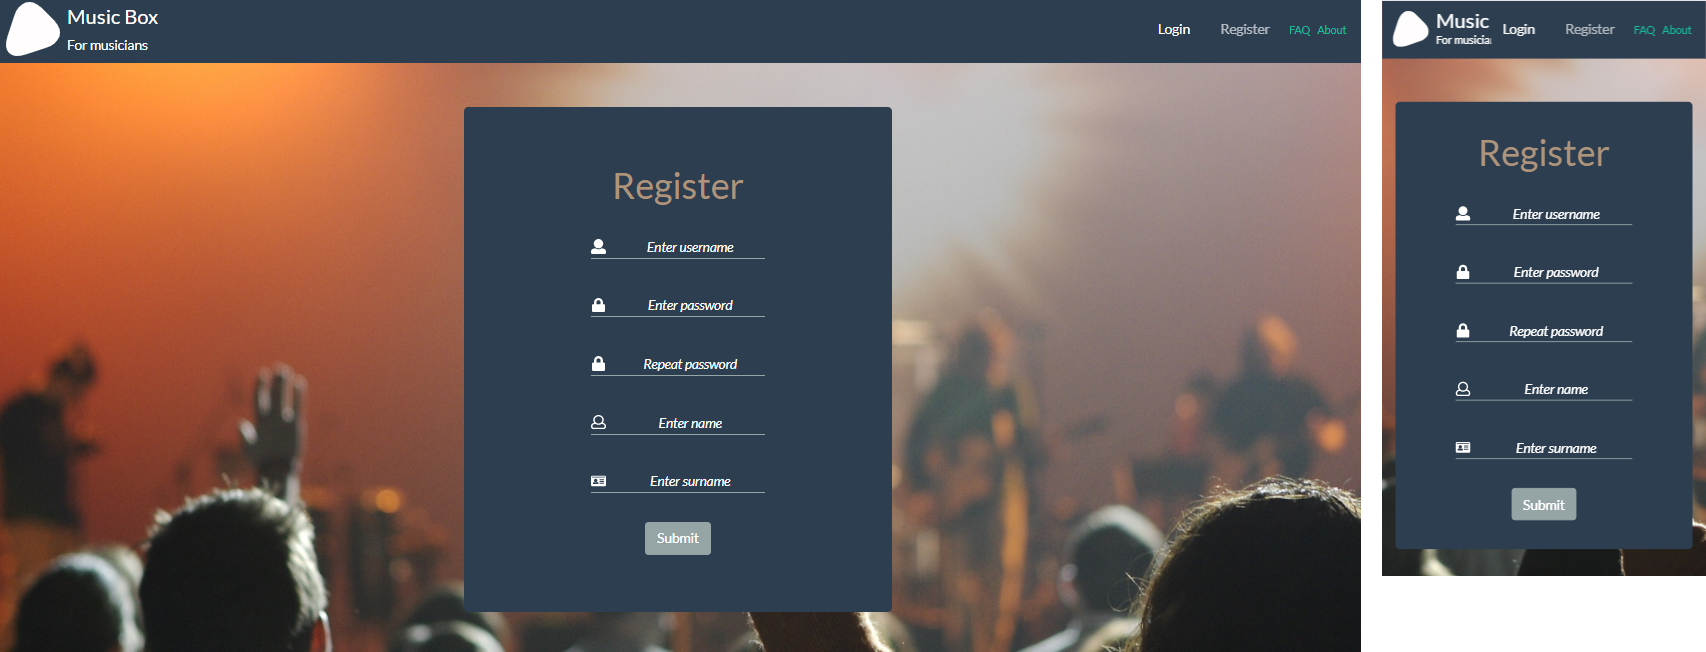 Music Box
For musicians
Login Register FAQ About
Register
Enter username
Enter password
Repeat password
Enter name
Enter surname
Submit
Music
For musicia
Login Register FAQ About
Register
Enter username
Enter password
Repeat password
Enter name
Enter surname
Submit